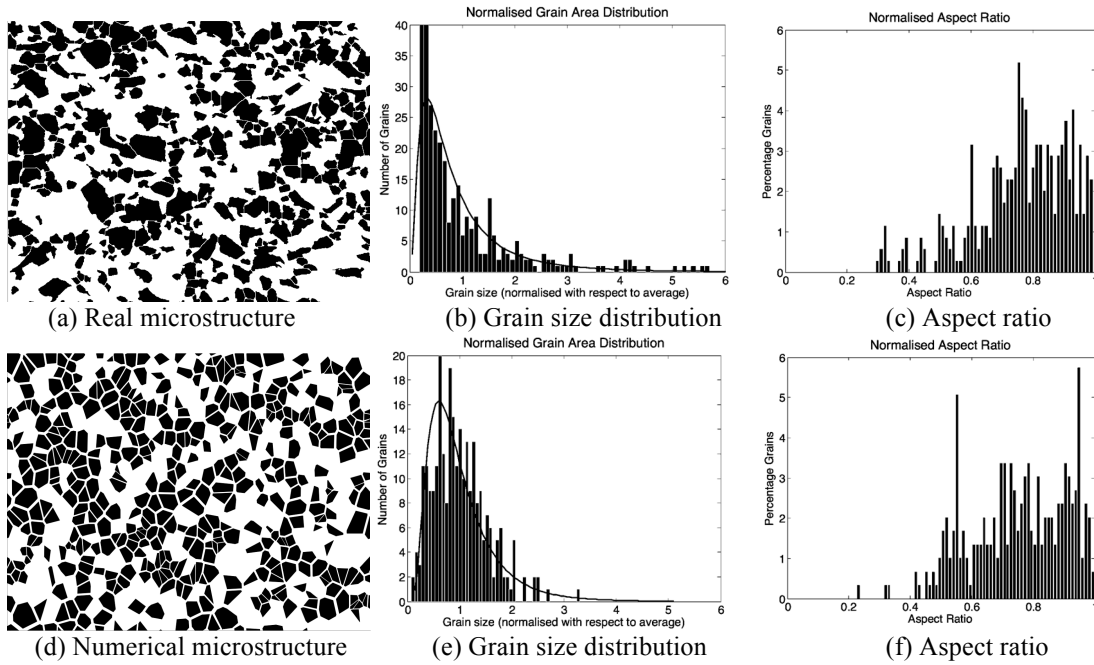 Normalised Grain Area Distribution
40
35
30
25
20
15
10
5
0
Number of Grains
0 1 2 3 4 5 6
Grain size (normalised with respect to average)
Normalised Aspect Ratio
6
5
4
3
2
1
0
Percentage Grains
0 0.2 0.4 0.6 0.8 1
Aspect Ratio
(a) Real microstructure
(b) Grain size distribution
(c) Aspect ratio
Normalised Grain Area Distribution
20
18
16
14
12
10
8
6
4
2
0
Number of Grains
0 1 2 3 4 5 6
Grain size (normalised with respect to average)
Normalised Aspect Ratio
6
5
4
3
2
1
0
Percentage Grains
0 0.2 0.4 0.6 0.8 1
Aspect Ratio
(d) Numerical microstructure
(e) Grain size distribution
(f) Aspect ratio